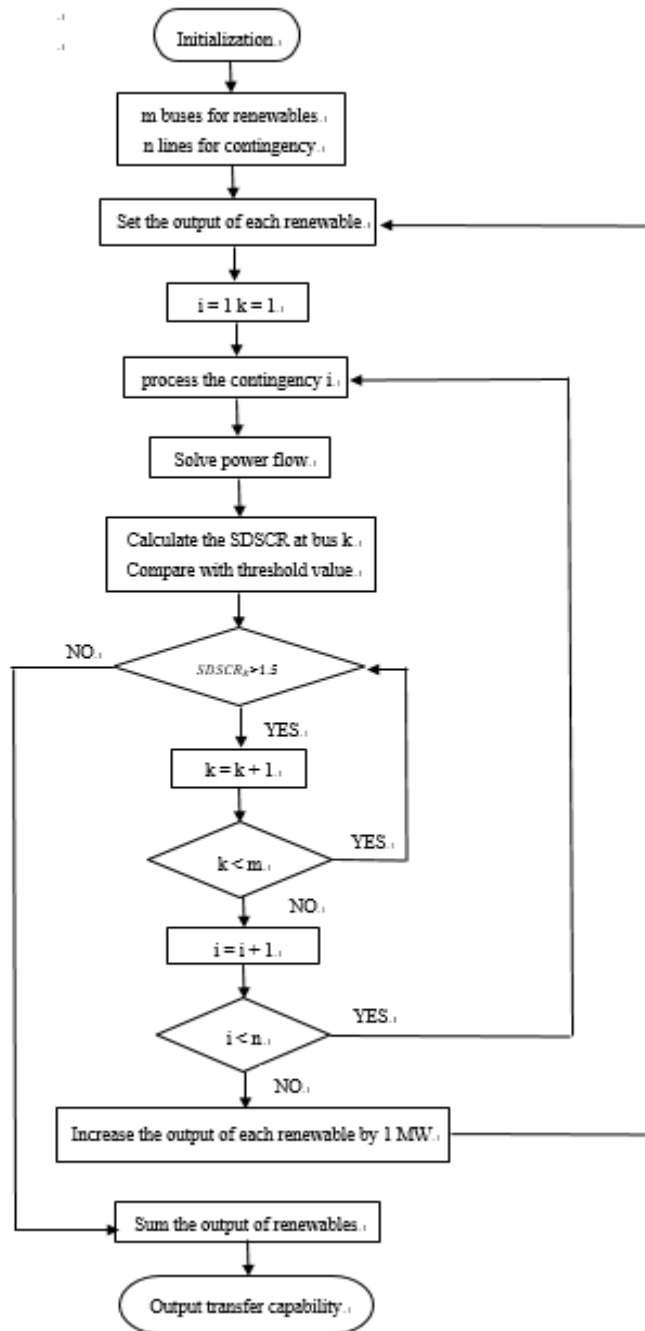 Initialization.
m buses for renewables.
n lines for contingency.
Set the output of each renewable.
i = 1 k = 1.
process the contingency i.
Solve power flow.
Calculate the SDSCR at bus k.
Compare with threshold value.
NO.
SDSCRk>1.5
YES.
k = k + 1.
k < m.
YES.
NO.
i = i + 1.
i < n.
YES.
NO.
Increase the output of each renewable by 1 MW.
Sum the output of renewables.
Output transfer capability.